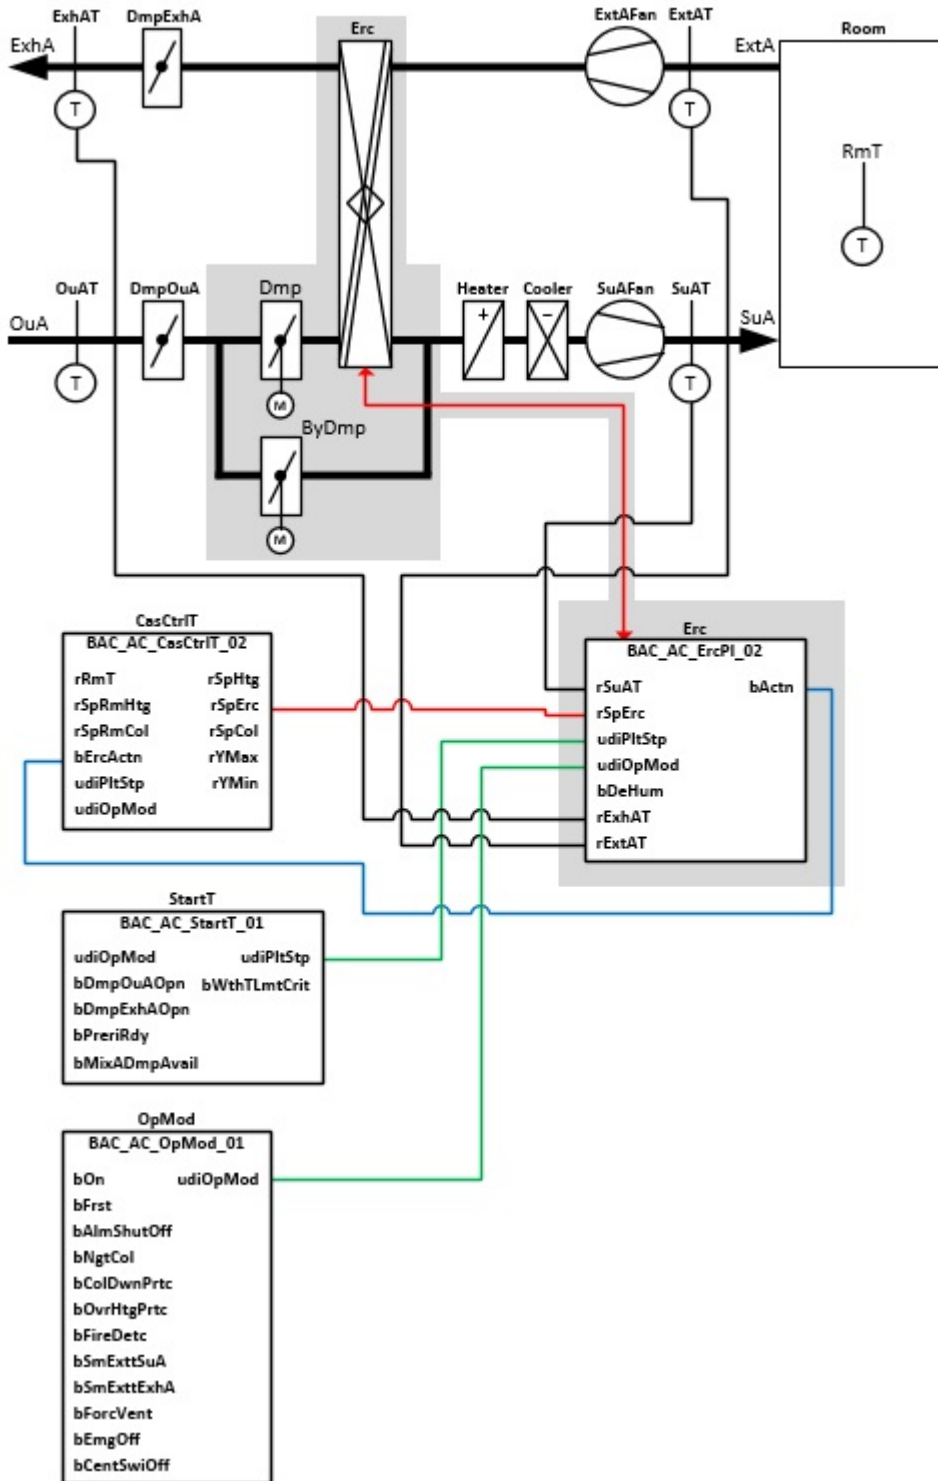 ExhAT DmpExhA Erc ExtAFan ExtAT Room
ExhA ExtA
T T
RmT
T
OuAT DmpOuA Dmp Heater Cooler SuAFan SuAT
OuA + − SuA
T M T
ByDmp
M
CasCtrlT
BAC_AC_CasCtrlT_02
rRmT rSpHtg
rSpRmHtg rSpErc
rSpRmCol rSpCol
bErcActn rYMax
udiPltStp rYMin
udiOpMod
Erc
BAC_AC_ErcPl_02
rSuAT bActn
rSpErc
udiPltStp
udiOpMod
bDeHum
rExhAT
rExtAT
StartT
BAC_AC_StartT_01
udiOpMod udiPltStp
bDmpOuAOpn bWthTLmtCrit
bDmpExhAOpn
bPreriRdy
bMixADmpAvail
OpMod
BAC_AC_OpMod_01
bOn udiOpMod
bFrst
bAlmShutOff
bNgtCol
bColDwnPrtc
bOvrHtgPrtc
bFireDetc
bSmExttSuA
bSmExttExhA
bForcVent
bEmgOff
bCentSwiOff